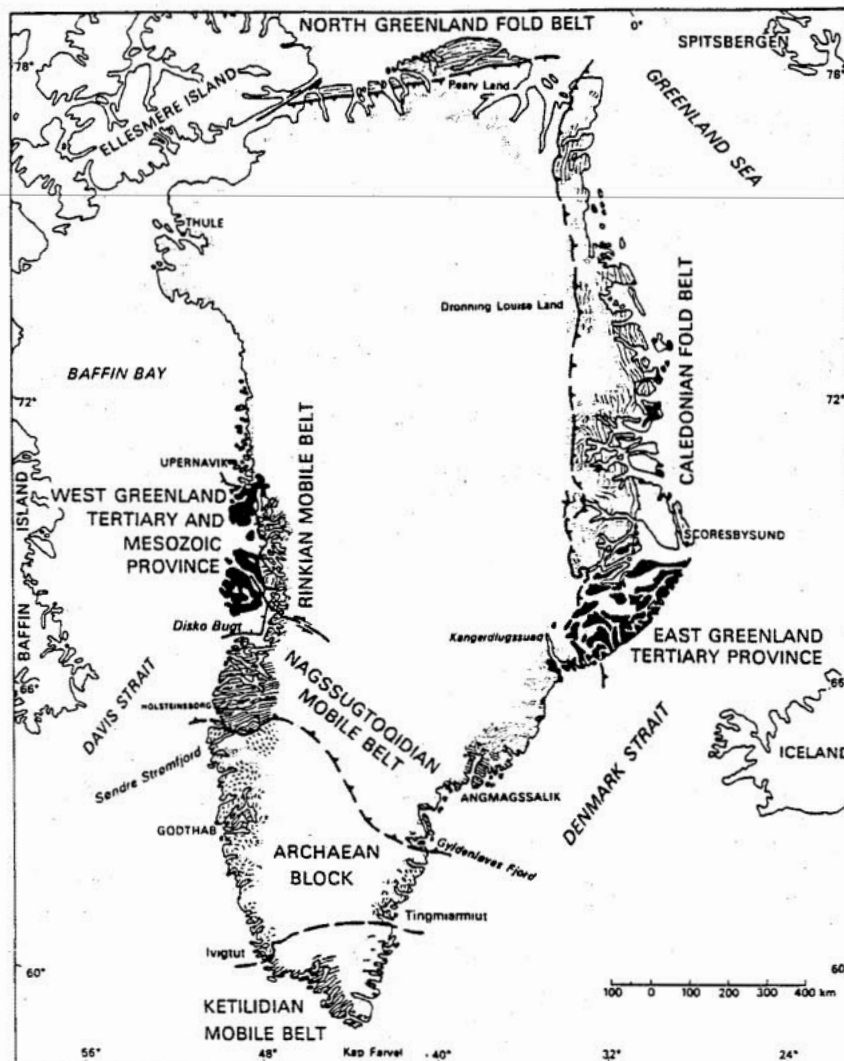 NORTH GREENLAND FOLD BELT
0°
SPITSBERGEN
78°
78°
Peary Land
ELLESMERE ISLAND
GREENLAND SEA
THULE
Dronning Louise Land
CALEDONIAN FOLD BELT
BAFFIN BAY
72°
72°
UPERNAVIK
RINKIAN MOBILE BELT
WEST GREENLAND
TERTIARY AND
MESOZOIC
PROVINCE
SCORESBYSUND
BAFFIN ISLAND
Disko Bugt
Kangerdlugssuaq
EAST GREENLAND
TERTIARY PROVINCE
66°
66
NAGSSUGTOQIDIAN
MOBILE BELT
DAVIS STRAIT
HOLSTEINSBORG
DENMARK STRAIT
ICELAND
Søndre Strømfjord
ANGMAGSSALIK
GODTHAB
Gyldenløves Fjord
ARCHAEAN
BLOCK
Tingmiarmiut
Ivigtut
60°
60
100 0 100 200 300 400 km
KETILIDIAN
MOBILE BELT
56° 48° Kap Farvel 40° 32° 24°